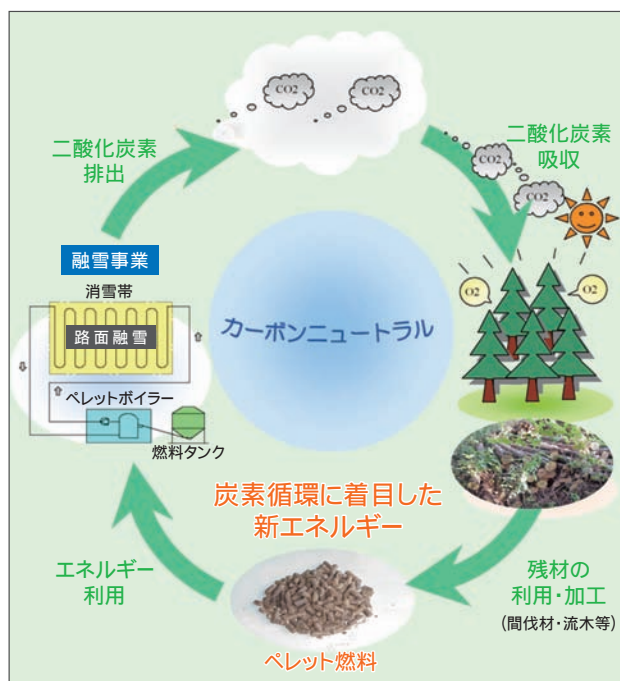 CO2
CO2
二酸化炭素
排出
二酸化炭素
吸収
CO2
CO2
融雪事業
消雪帯
路面融雪
ペレットボイラー
燃料タンク
カーボンニュートラル
O2
O2
炭素循環に着目した
新エネルギー
エネルギー
利用
残材の
利用・加工
(間伐材・流木等)
ペレット燃料